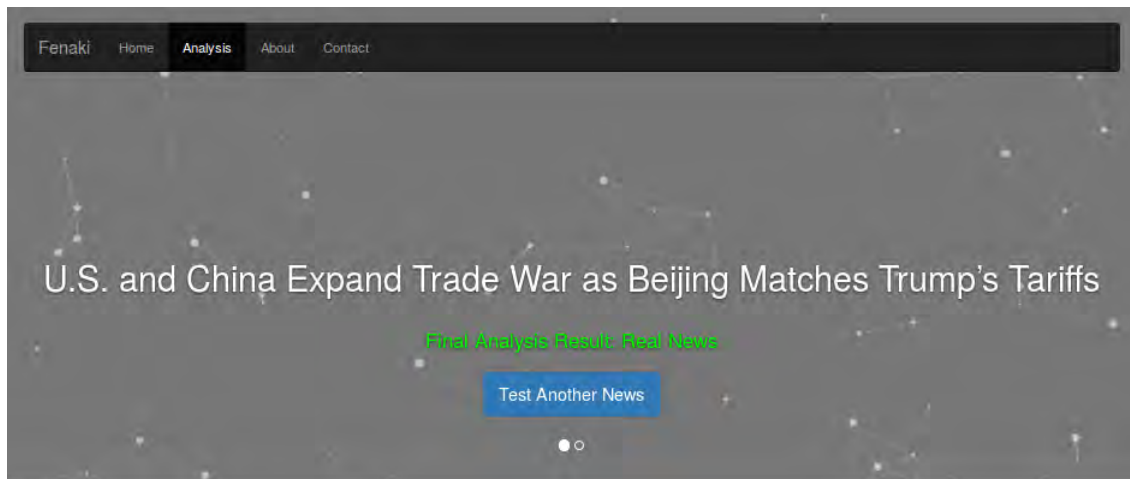 Fenaki Home Analysis About Contact
U.S. and China Expand Trade War as Beijing Matches Trump's Tariffs
Final Analysis Result: Real News
Test Another News